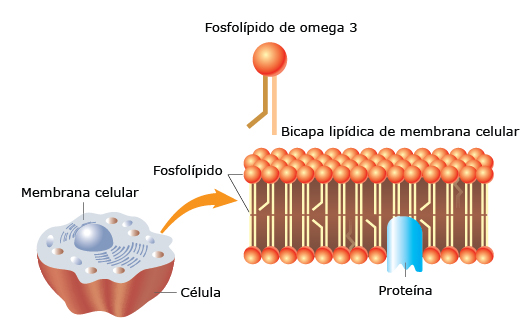 Fosfolípido de omega 3
Bicapa lipídica de membrana celular
Fosfolípido
Membrana celular
Célula
Proteína